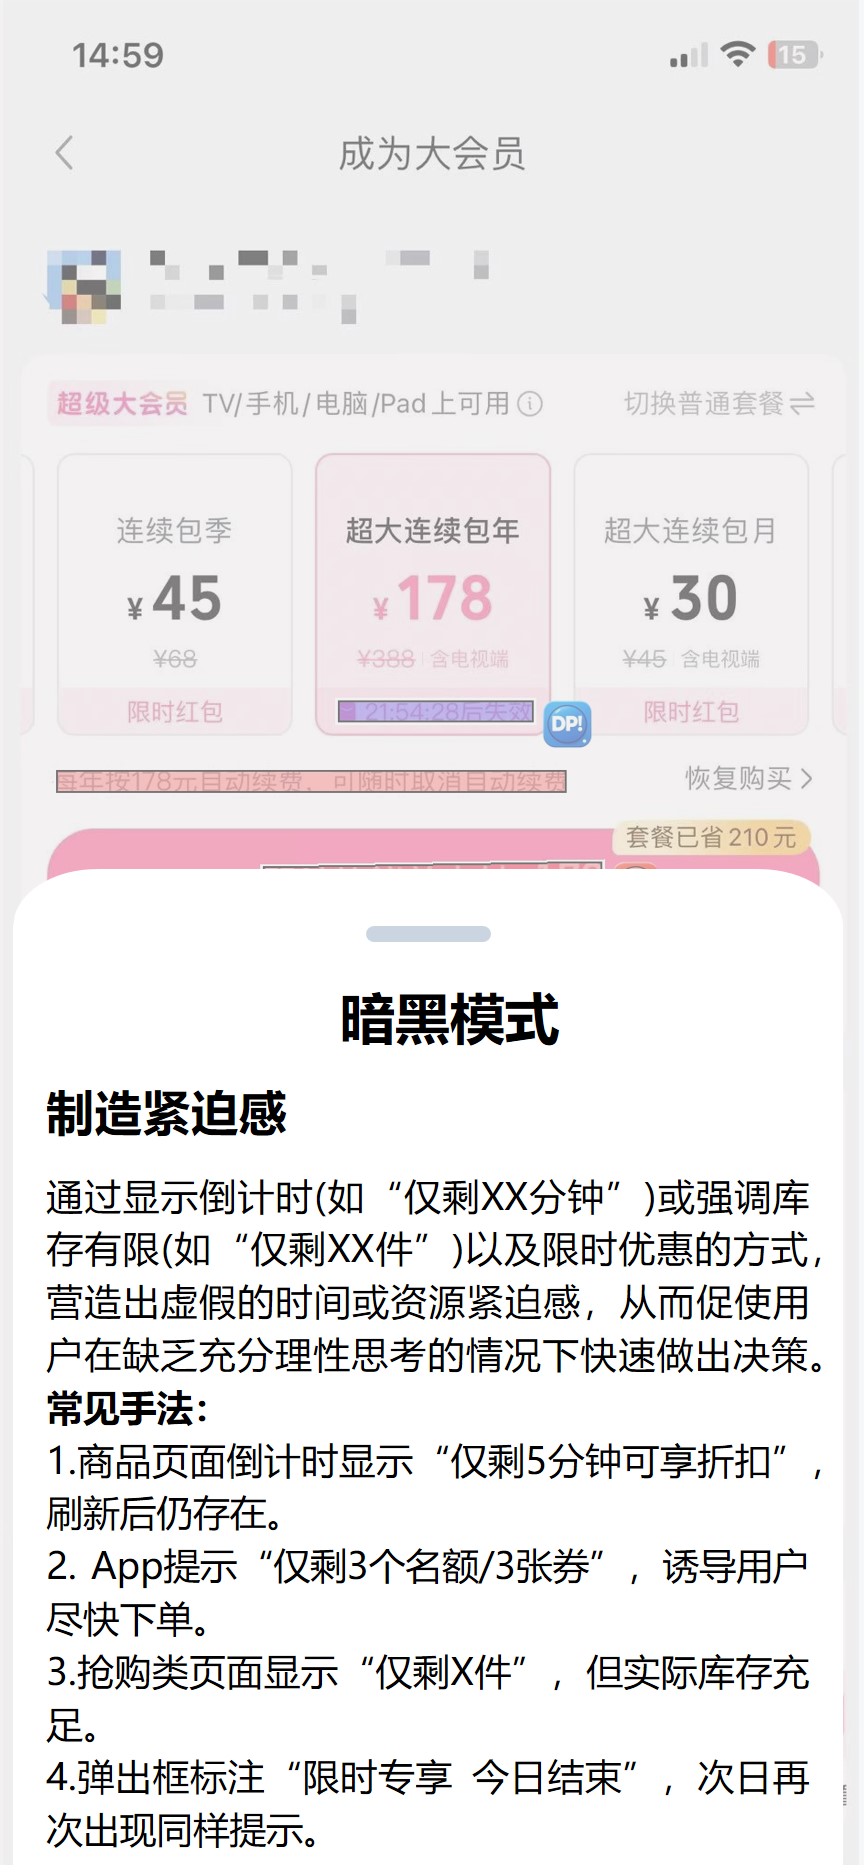 14:59
15
成为大会员
超级大会员 TV/手机/电脑/Pad上可用 切换普通套餐
连续包季 超大连续包年 超大连续包月
¥45 ¥178 ¥30
¥68 ¥388 含电视端 ¥45 含电视端
限时红包 21:54:28后失效 限时红包
DP!
每年按178元自动续费，可随时取消自动续费 恢复购买
套餐已省210元
暗黑模式
制造紧迫感
通过显示倒计时(如“仅剩XX分钟”)或强调库
存有限(如“仅剩XX件”)以及限时优惠的方式，
营造出虚假的时间或资源紧迫感，从而促使用
户在缺乏充分理性思考的情况下快速做出决策。
常见手法：
1.商品页面倒计时显示“仅剩5分钟可享折扣”，
刷新后仍存在。
2. App提示“仅剩3个名额/3张券”，诱导用户
尽快下单。
3.抢购类页面显示“仅剩X件”，但实际库存充
足。
4.弹出框标注“限时专享 今日结束”，次日再
次出现同样提示。